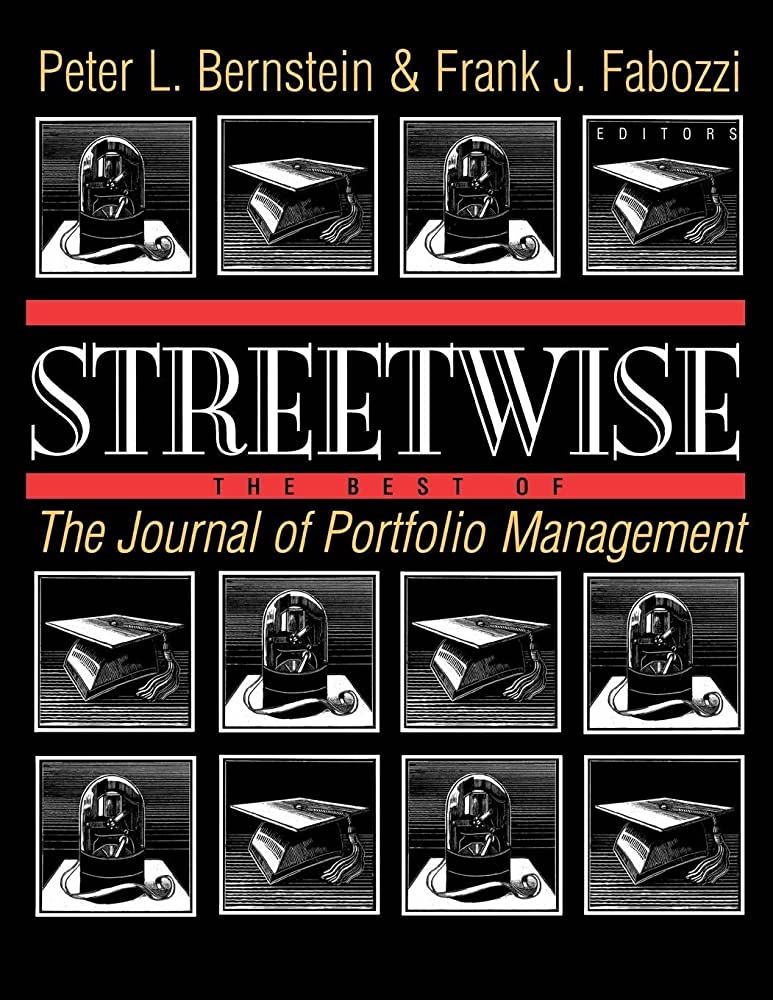 Peter L. Bernstein & Frank J. Fabozzi
EDITORS
STREETWISE
THE BEST OF
The Journal of Portfolio Management